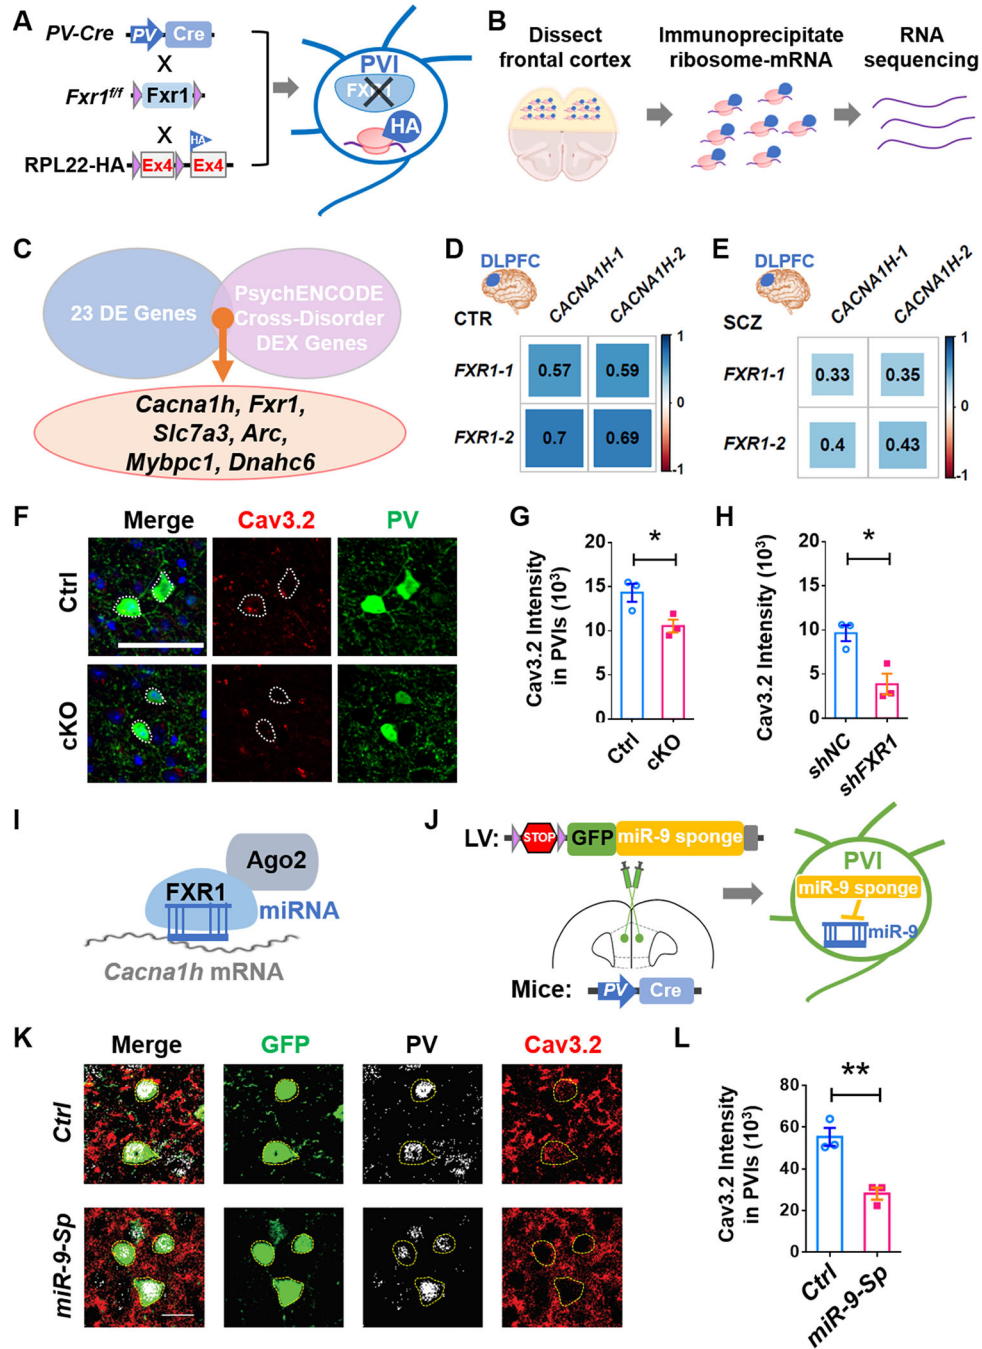 A
PV-Cre
PV
Cre
X
Fxr1f/f
Fxr1
X
HA
RPL22-HA
Ex4
Ex4
PVI
HA
B
Dissect
frontal cortex
Immunoprecipitate
ribosome-mRNA
RNA
sequencing
C
23 DE Genes
PsychENCODE
Cross-Disorder
DEX Genes
Cacna1h, Fxr1,
Slc7a3, Arc,
Mybpc1, Dnahc6
D
DLPFC
CTR
CACNA1H-1
CACNA1H-2
FXR1-1
0.57
0.59
FXR1-2
0.7
0.69
1
0
-1
E
DLPFC
SCZ
CACNA1H-1
CACNA1H-2
FXR1-1
0.33
0.35
FXR1-2
0.4
0.43
1
0
-1
F
Merge
Cav3.2
PV
Ctrl
cKO
G
Cav3.2 Intensity
in PVIs (10³)
20
15
10
5
0
*
Ctrl
cKO
H
Cav3.2 Intensity (10³)
20
15
10
5
0
*
shNC
shFXR1
I
Ago2
FXR1
miRNA
Cacna1h mRNA
J
LV:
STOP
GFP
miR-9 sponge
Mice:
PV
Cre
PVI
miR-9 sponge
miR-9
K
Merge
GFP
PV
Cav3.2
Ctrl
miR-9-Sp
L
Cav3.2 Intensity
in PVIs (10³)
80
60
40
20
0
**
Ctrl
miR-9-Sp